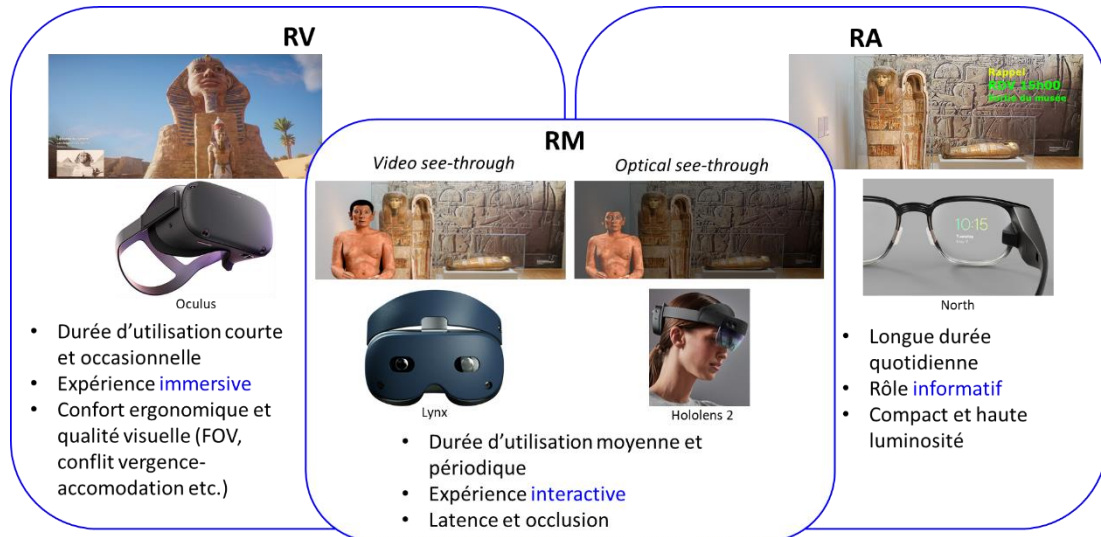 RV
Oculus
• Durée d’utilisation courte
et occasionnelle
• Expérience immersive
• Confort ergonomique et
qualité visuelle (FOV,
conflit vergence-
accomodation etc.)
RM
Video see-through
Optical see-through
Lynx
Hololens 2
• Durée d’utilisation moyenne et
périodique
• Expérience interactive
• Latence et occlusion
RA
Rappel
RDV 16h00
10:15
North
• Longue durée
quotidienne
• Rôle informatif
• Compact et haute
luminosité